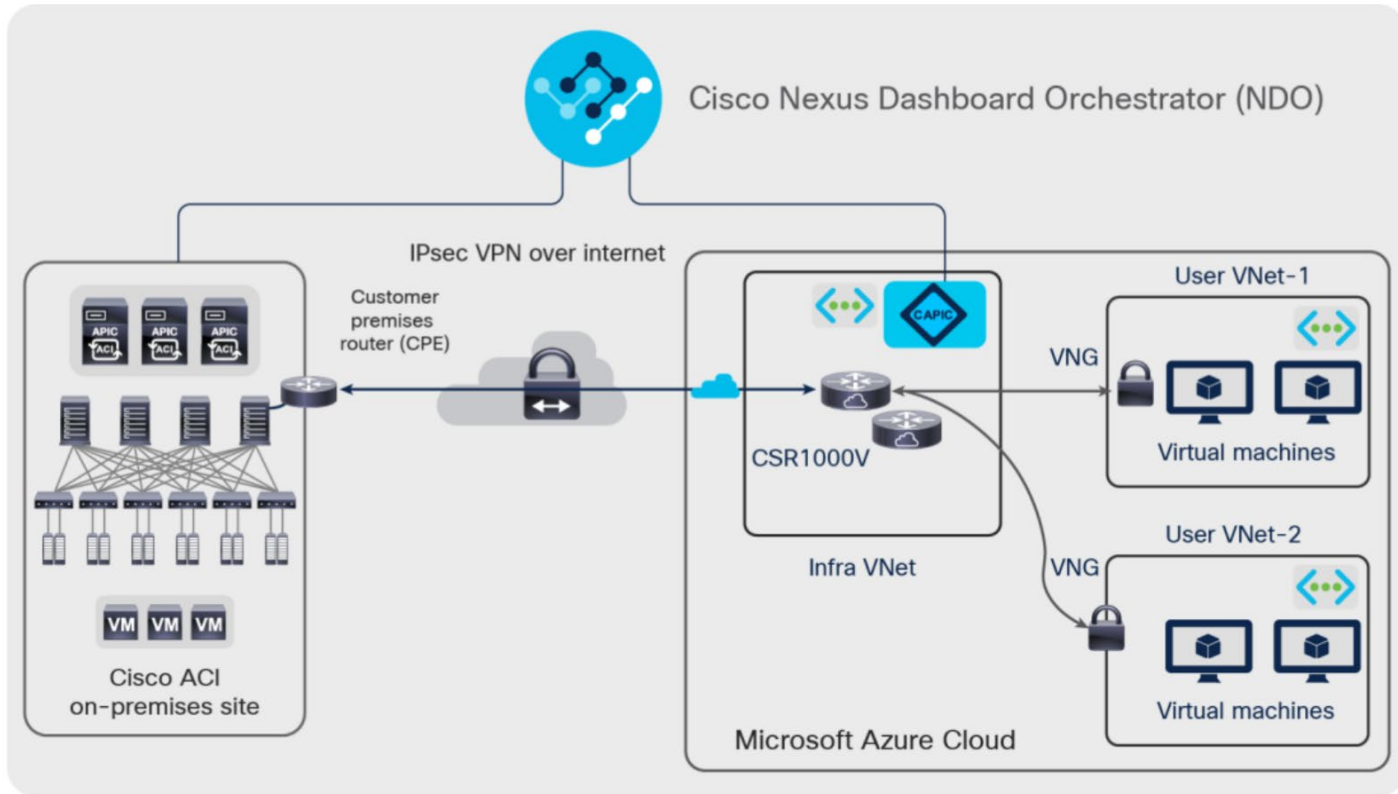 Cisco Nexus Dashboard Orchestrator (NDO)
IPsec VPN over internet
Customer
premises
router (CPE)
APIC
ACI
APIC
ACI
APIC
ACI
VM
VM
VM
Cisco ACI
on-premises site
CAPIC
CSR1000V
Infra VNet
User VNet-1
VNG
Virtual machines
User VNet-2
VNG
Virtual machines
Microsoft Azure Cloud